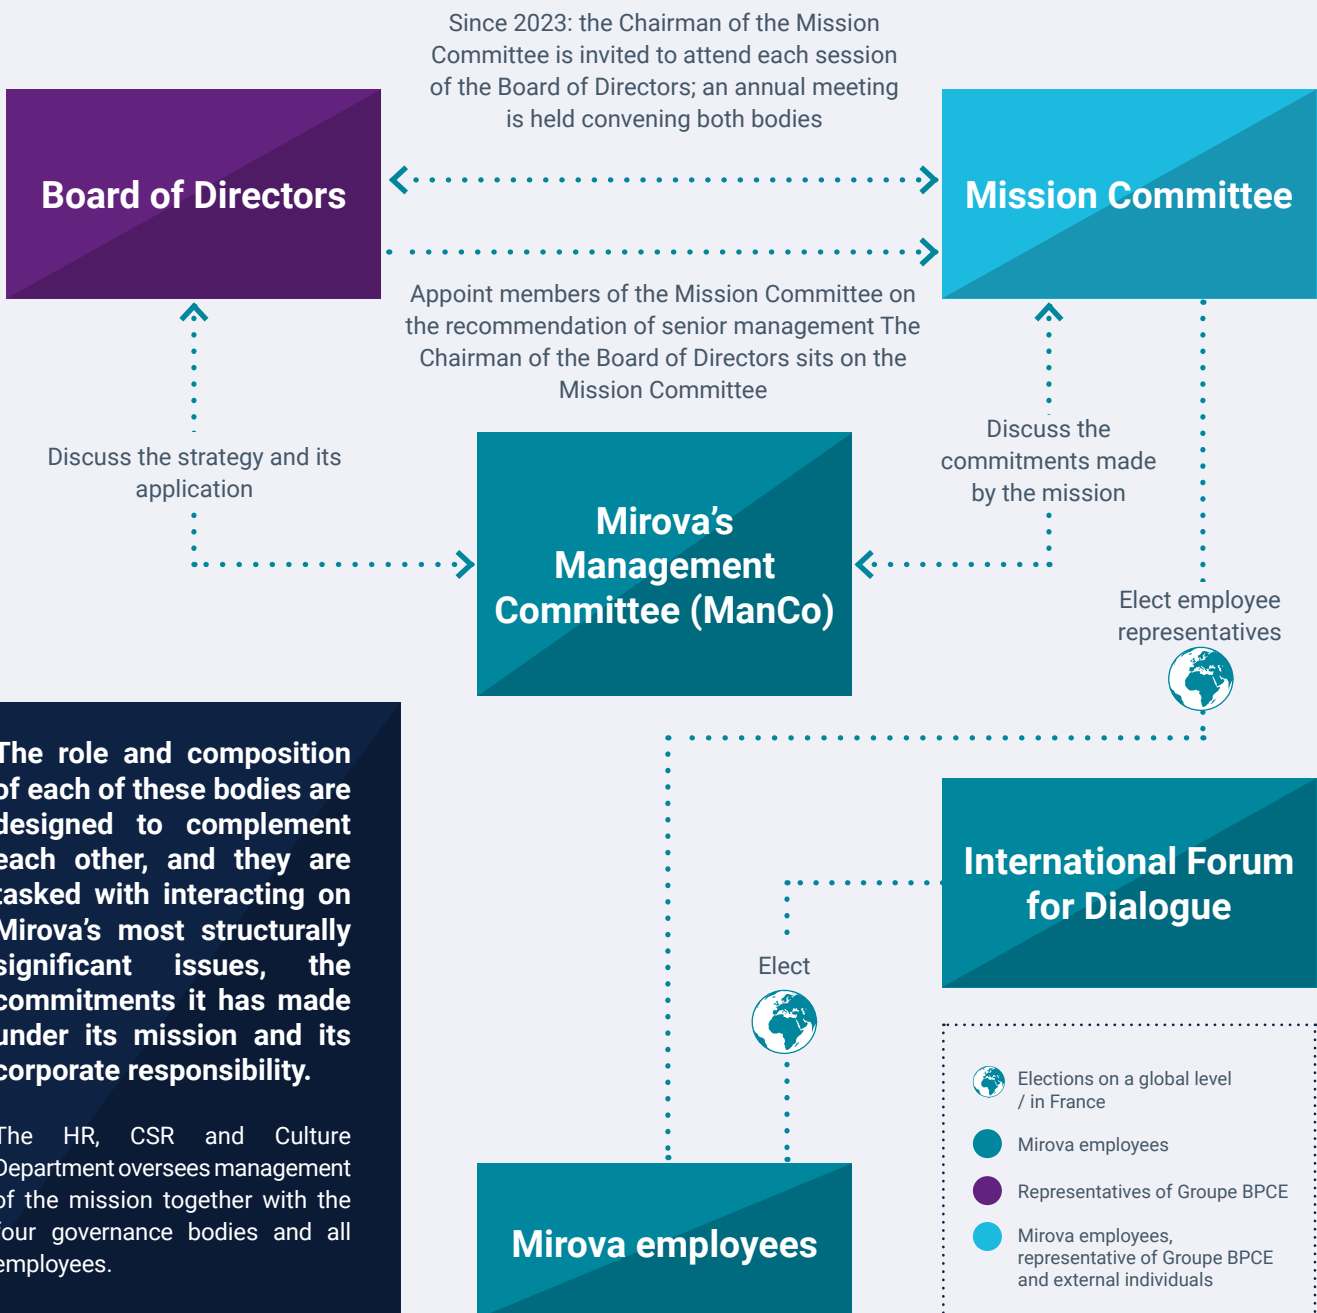 Since 2023: the Chairman of the Mission
Committee is invited to attend each session
of the Board of Directors; an annual meeting
is held convening both bodies
Board of Directors
Mission Committee
Appoint members of the Mission Committee on
the recommendation of senior management The
Chairman of the Board of Directors sits on the
Mission Committee
Discuss the strategy and its
application
Discuss the
commitments made
by the mission
Mirova's
Management
Committee (ManCo)
Elect employee
representatives
The role and composition
of each of these bodies are
designed to complement
each other, and they are
tasked with interacting on
Mirova's most structurally
significant issues, the
commitments it has made
under its mission and its
corporate responsibility.
The HR, CSR and Culture
Department oversees management
of the mission together with the
four governance bodies and all
employees.
International Forum
for Dialogue
Elect
Mirova employees
Elections on a global level
/ in France
Mirova employees
Representatives of Groupe BPCE
Mirova employees,
representative of Groupe BPCE
and external individuals